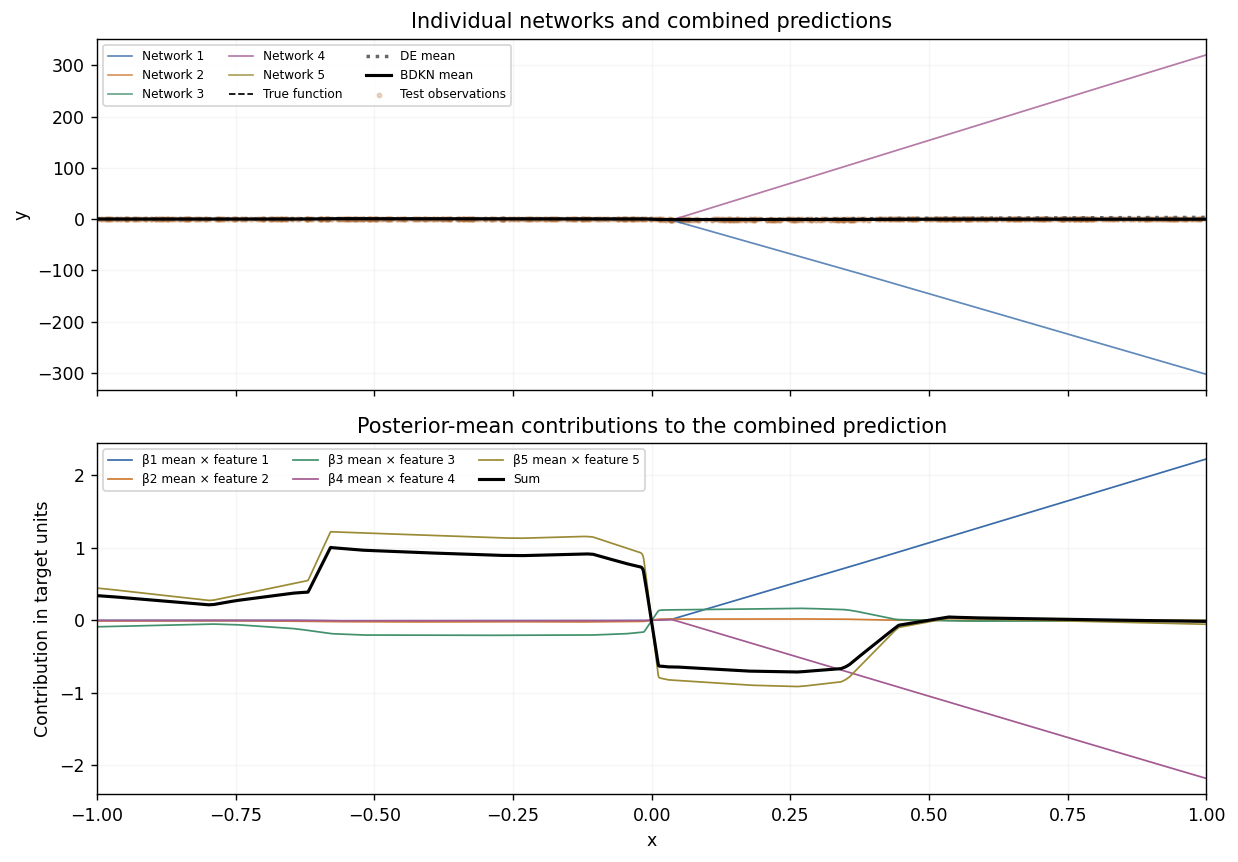 Individual networks and combined predictions
Network 1
Network 2
Network 3
Network 4
Network 5
True function
DE mean
BDKN mean
Test observations
300
200
100
0
−100
−200
−300
y
Posterior-mean contributions to the combined prediction
β1 mean × feature 1
β2 mean × feature 2
β3 mean × feature 3
β4 mean × feature 4
β5 mean × feature 5
Sum
2
1
0
−1
−2
Contribution in target units
−1.00 −0.75 −0.50 −0.25 0.00 0.25 0.50 0.75 1.00
x